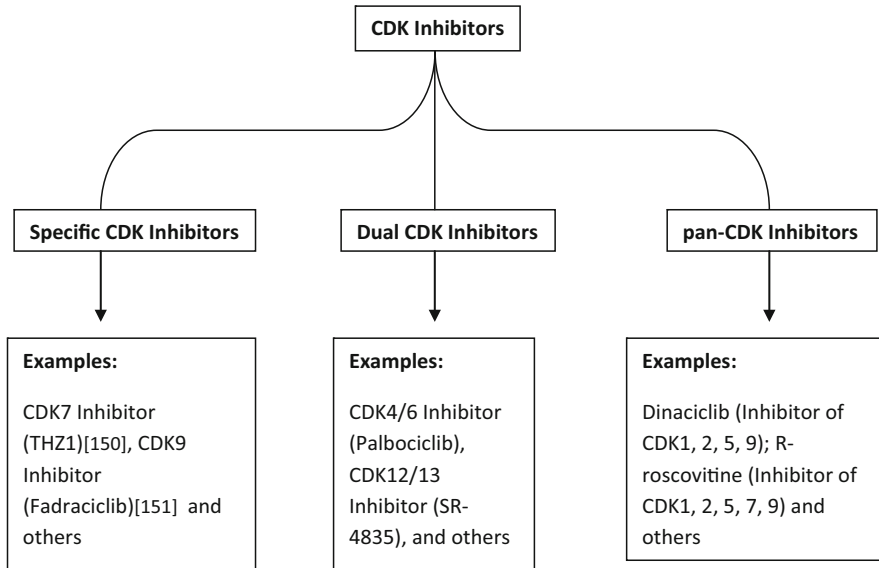 CDK Inhibitors
Specific CDK Inhibitors
Dual CDK Inhibitors
pan-CDK Inhibitors
Examples:
CDK7 Inhibitor
(THZ1)[150], CDK9
Inhibitor
(Fadraciclib)[151] and
others
Examples:
CDK4/6 Inhibitor
(Palbociclib),
CDK12/13
Inhibitor (SR-
4835), and others
Examples:
Dinaciclib (Inhibitor of
CDK1, 2, 5, 9); R-
roscovitine (Inhibitor of
CDK1, 2, 5, 7, 9) and
others